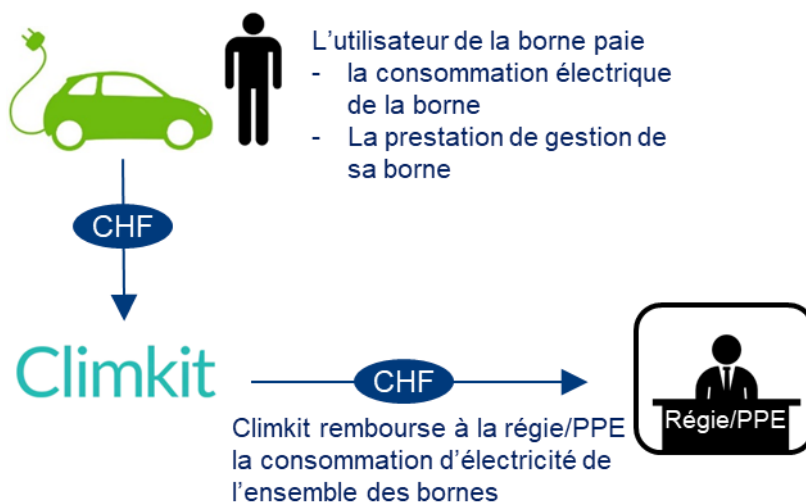 L'utilisateur de la borne paie
- la consommation électrique
de la borne
- La prestation de gestion de
sa borne
CHF
Climkit
CHF
Régie/PPE
Climkit rembourse à la régie/PPE
la consommation d'électricité de
l'ensemble des bornes